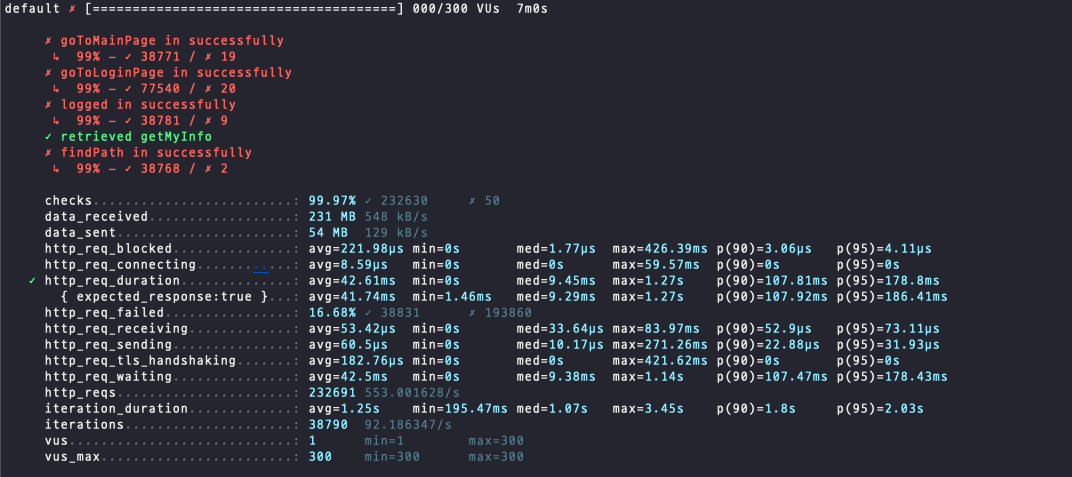 default ✗ [======================================] 000/300 VUs  7m0s
✗ goToMainPage in successfully
↳  99% — ✓ 38771 / ✗ 19
✗ goToLoginPage in successfully
↳  99% — ✓ 77540 / ✗ 20
✗ logged in successfully
↳  99% — ✓ 38781 / ✗ 9
✓ retrieved getMyInfo
✗ findPath in successfully
↳  99% — ✓ 38768 / ✗ 2
checks.........................: 99.97% ✓ 232630     ✗ 50
data_received..................: 231 MB 548 kB/s
data_sent......................: 54 MB  129 kB/s
http_req_blocked...............: avg=221.98µs min=0s       med=1.77µs  max=426.39ms p(90)=3.06µs   p(95)=4.11µs
http_req_connecting............: avg=8.59µs   min=0s       med=0s      max=59.57ms  p(90)=0s       p(95)=0s
✓ http_req_duration..............: avg=42.61ms  min=0s       med=9.45ms  max=1.27s    p(90)=107.81ms p(95)=178.8ms
{ expected_response:true }...: avg=41.74ms  min=1.46ms   med=9.29ms  max=1.27s    p(90)=107.92ms p(95)=186.41ms
http_req_failed................: 16.68% ✓ 38831      ✗ 193860
http_req_receiving.............: avg=53.42µs  min=0s       med=33.64µs max=83.97ms  p(90)=52.9µs   p(95)=73.11µs
http_req_sending...............: avg=60.5µs   min=0s       med=10.17µs max=271.26ms p(90)=22.88µs  p(95)=31.93µs
http_req_tls_handshaking.......: avg=182.76µs min=0s       med=0s      max=421.62ms p(90)=0s       p(95)=0s
http_req_waiting...............: avg=42.5ms   min=0s       med=9.38ms  max=1.14s    p(90)=107.47ms p(95)=178.43ms
http_reqs......................: 232691 553.001628/s
iteration_duration.............: avg=1.25s    min=195.47ms med=1.07s   max=3.45s    p(90)=1.8s     p(95)=2.03s
iterations.....................: 38790  92.186347/s
vus............................: 1      min=1        max=300
vus_max........................: 300    min=300      max=300